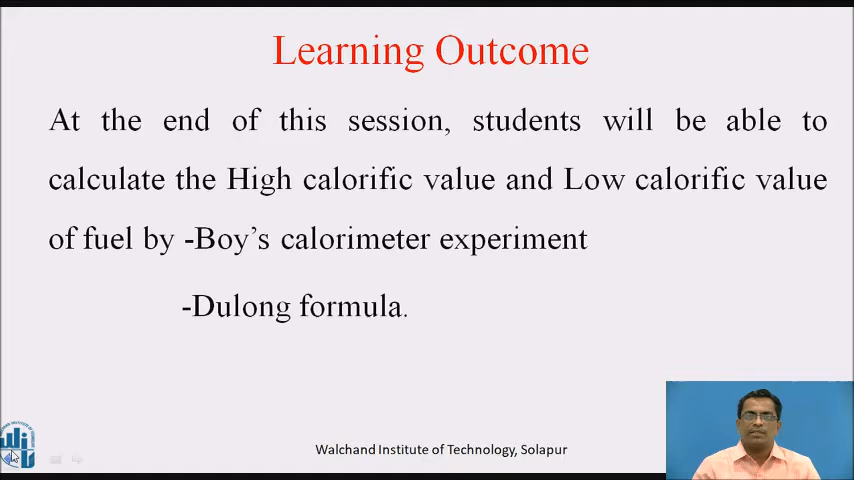 Learning Outcome
At the end of this session, students will be able to
calculate the High calorific value and Low calorific value
of fuel by -Boy's calorimeter experiment
-Dulong formula.
Walchand Institute of Technology, Solapur